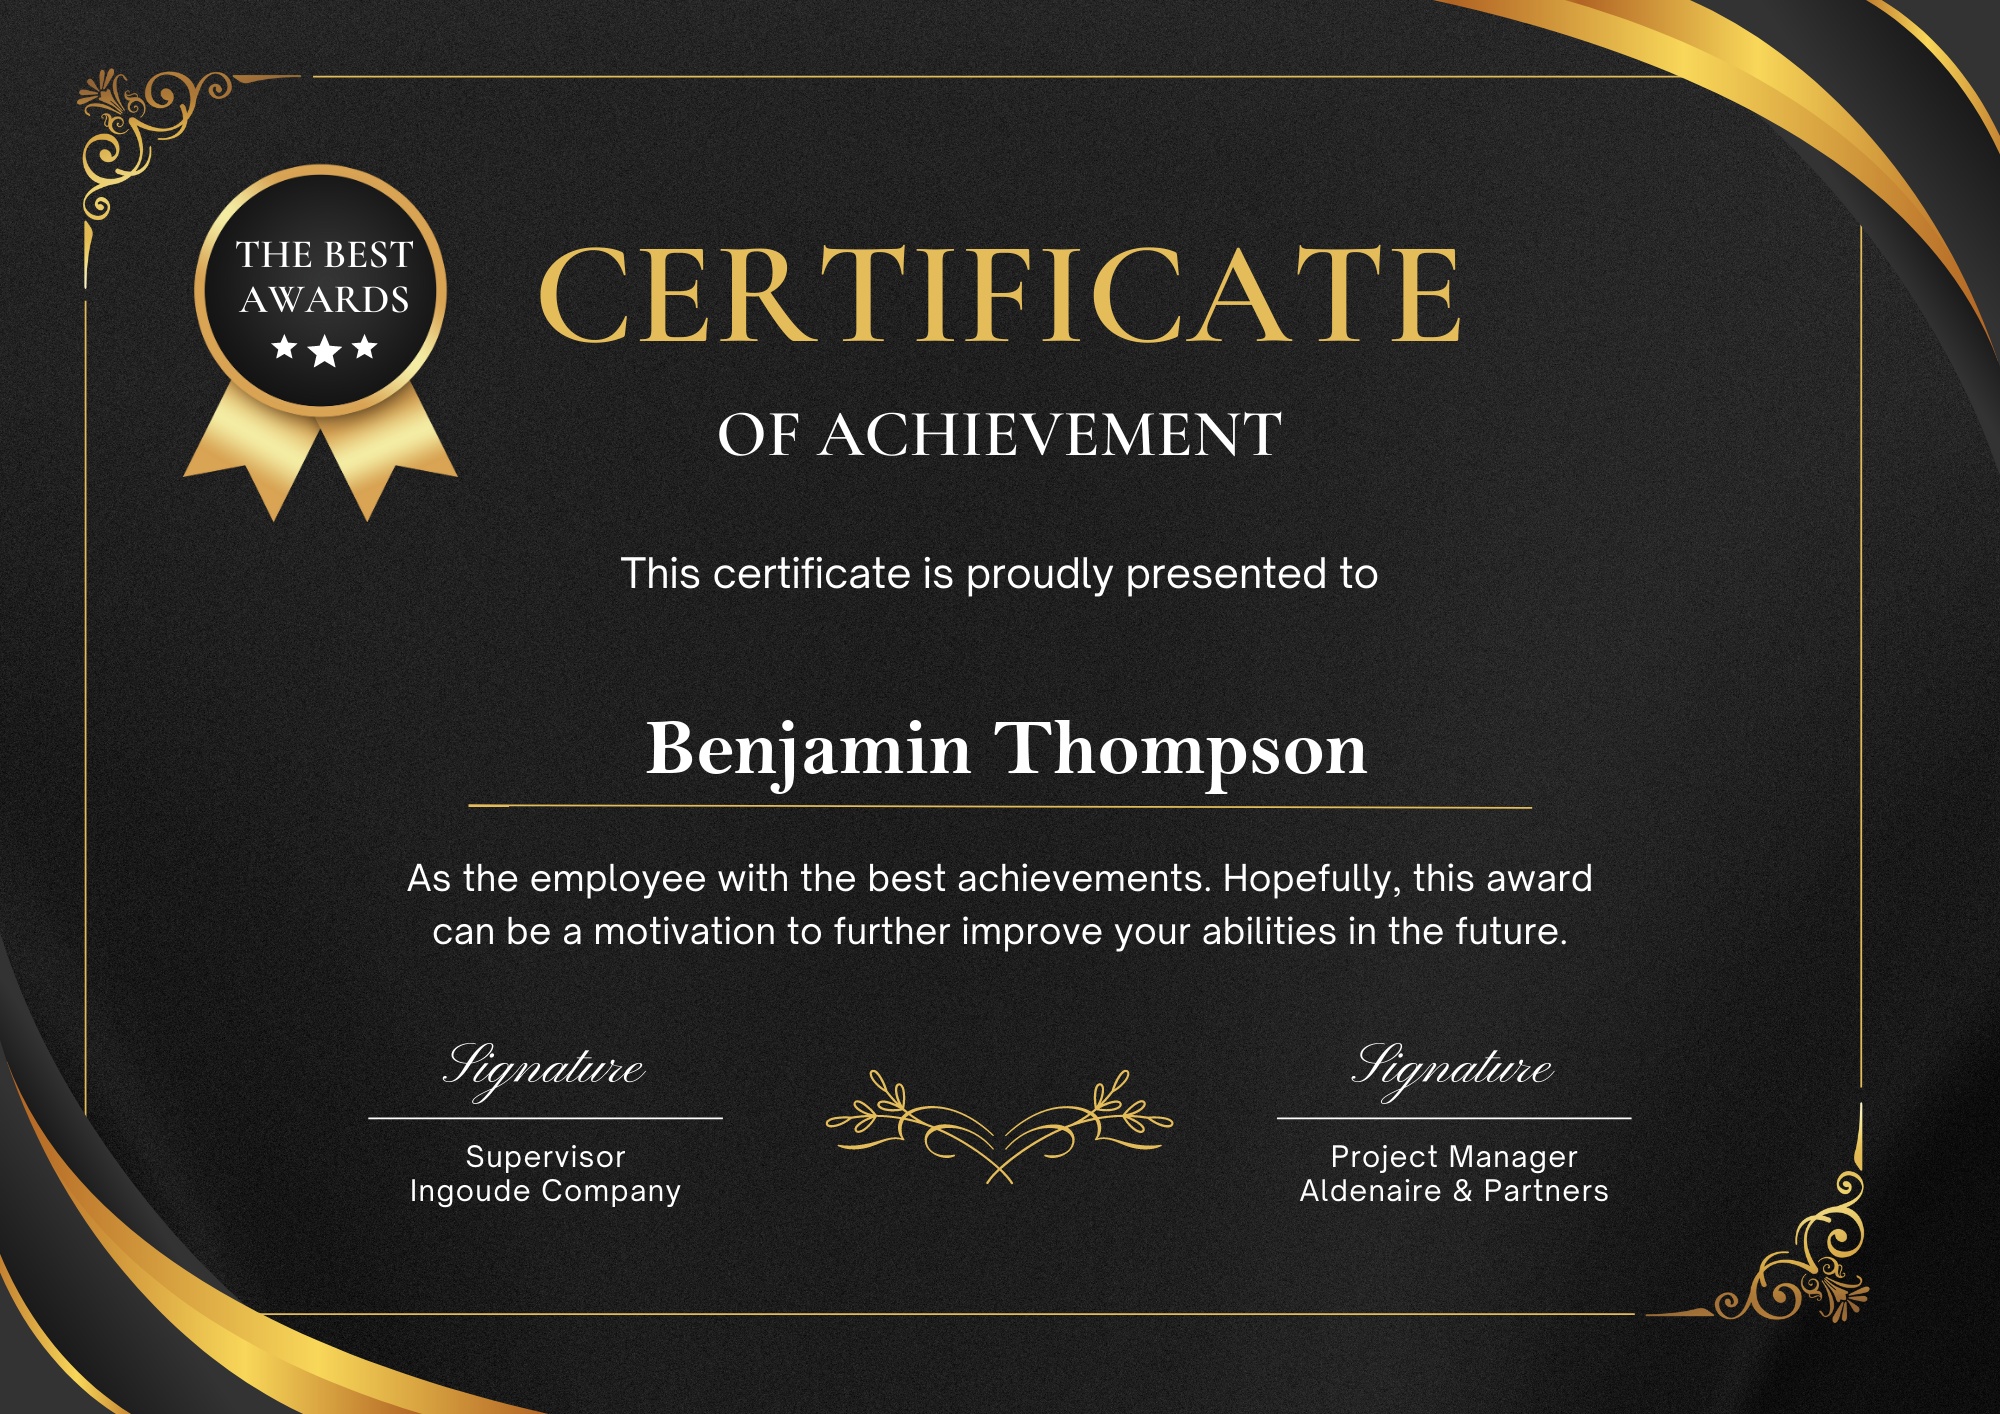 THE BEST
AWARDS
CERTIFICATE
OF ACHIEVEMENT
This certificate is proudly presented to
Benjamin Thompson
As the employee with the best achievements. Hopefully, this award
can be a motivation to further improve your abilities in the future.
Signature
Supervisor
Ingoude Company
Signature
Project Manager
Aldenaire & Partners